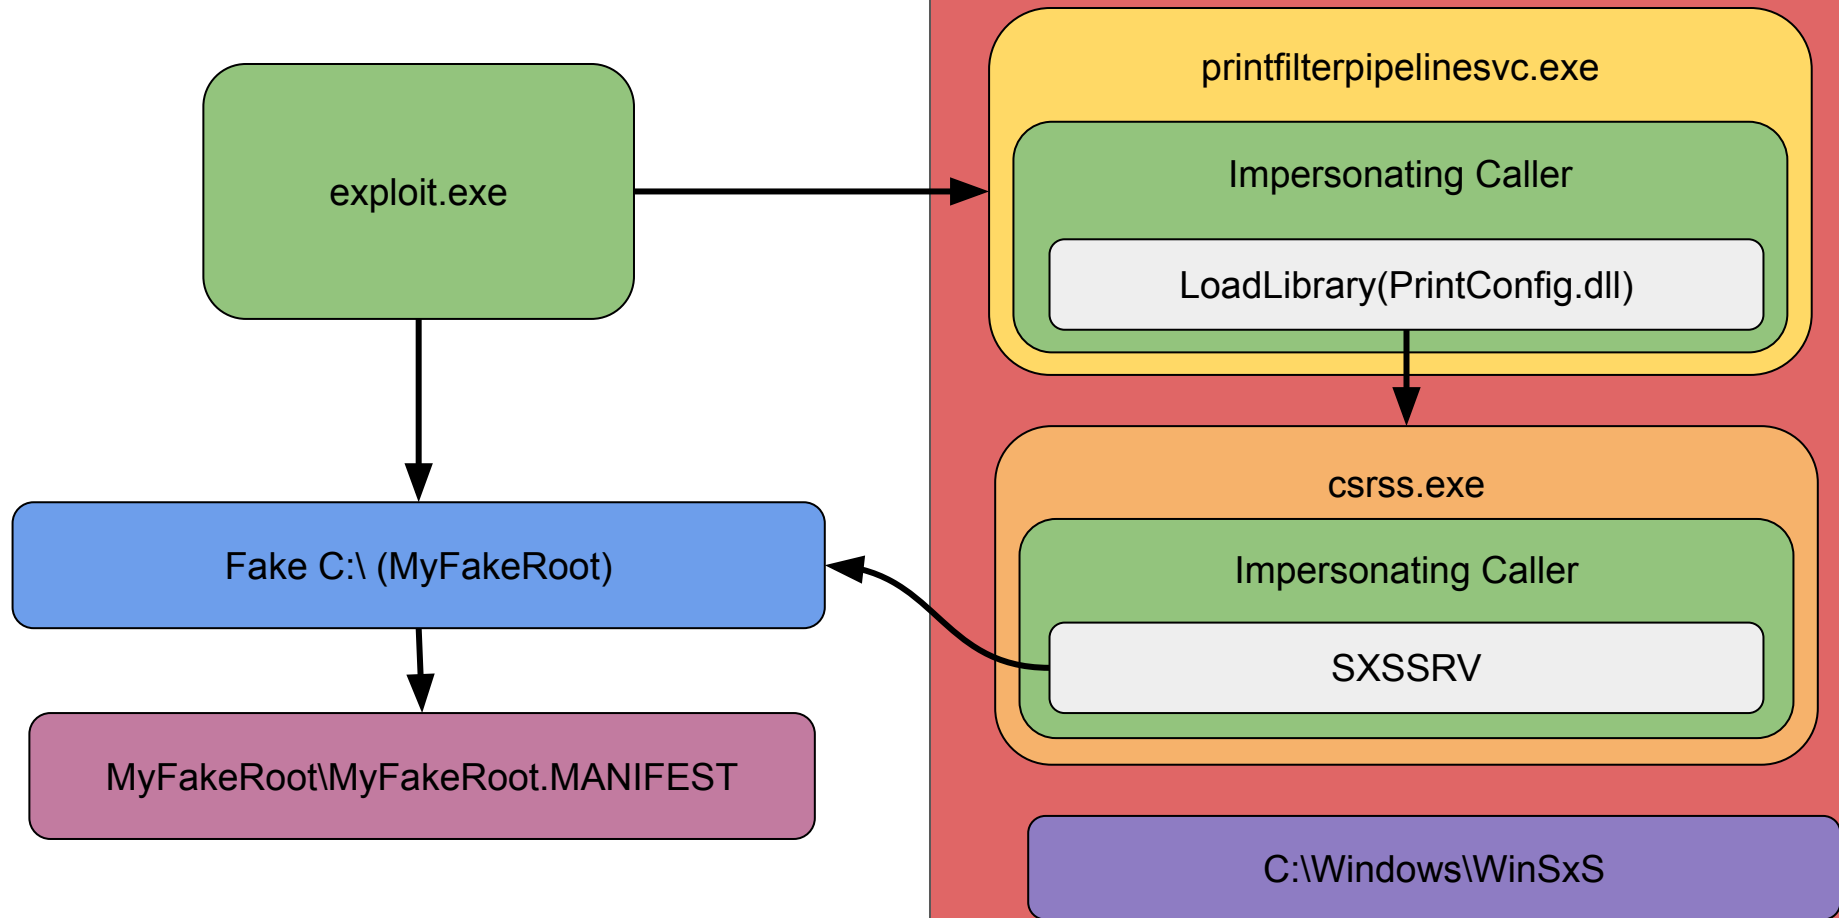 printfilterpipelinesvc.exe
exploit.exe
Impersonating Caller
LoadLibrary(PrintConfig.dll)
csrss.exe
Fake C:\ (MyFakeRoot)
Impersonating Caller
SXSSRV
MyFakeRoot\MyFakeRoot.MANIFEST
C:\Windows\WinSxS